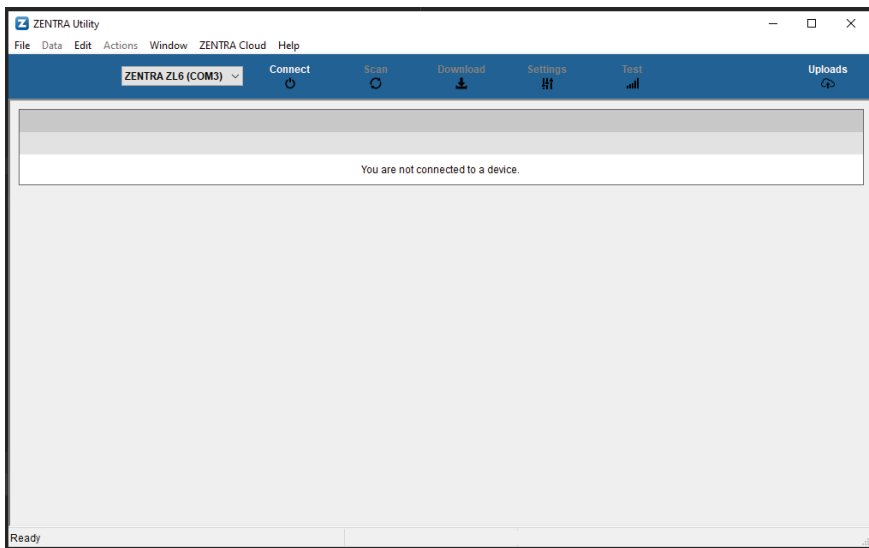 ZENTRA Utility
File Data Edit Actions Window ZENTRA Cloud Help
ZENTRA ZL6 (COM3) Connect Scan Download Settings Test Uploads
You are not connected to a device.
Ready